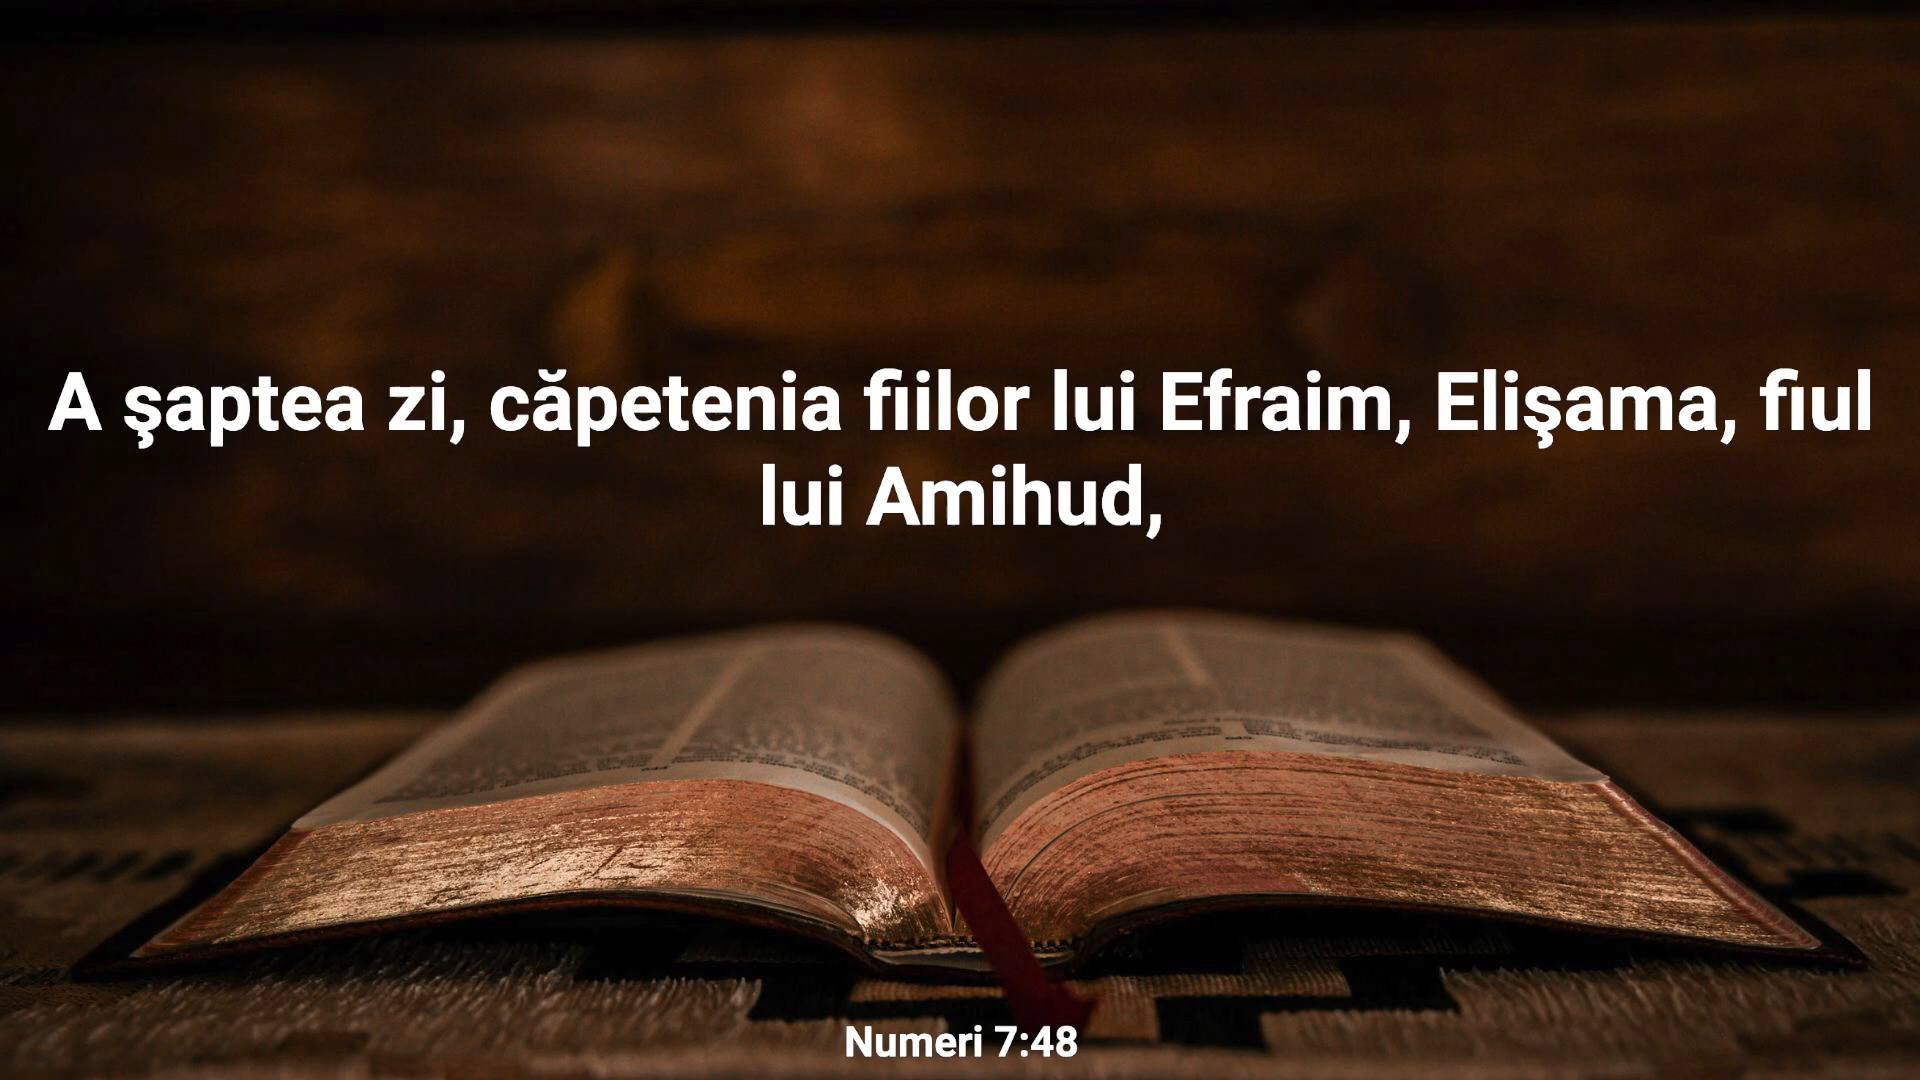 A şaptea zi, căpetenia fiilor lui Efraim, Elişama, fiul
lui Amihud,
Numeri 7:48